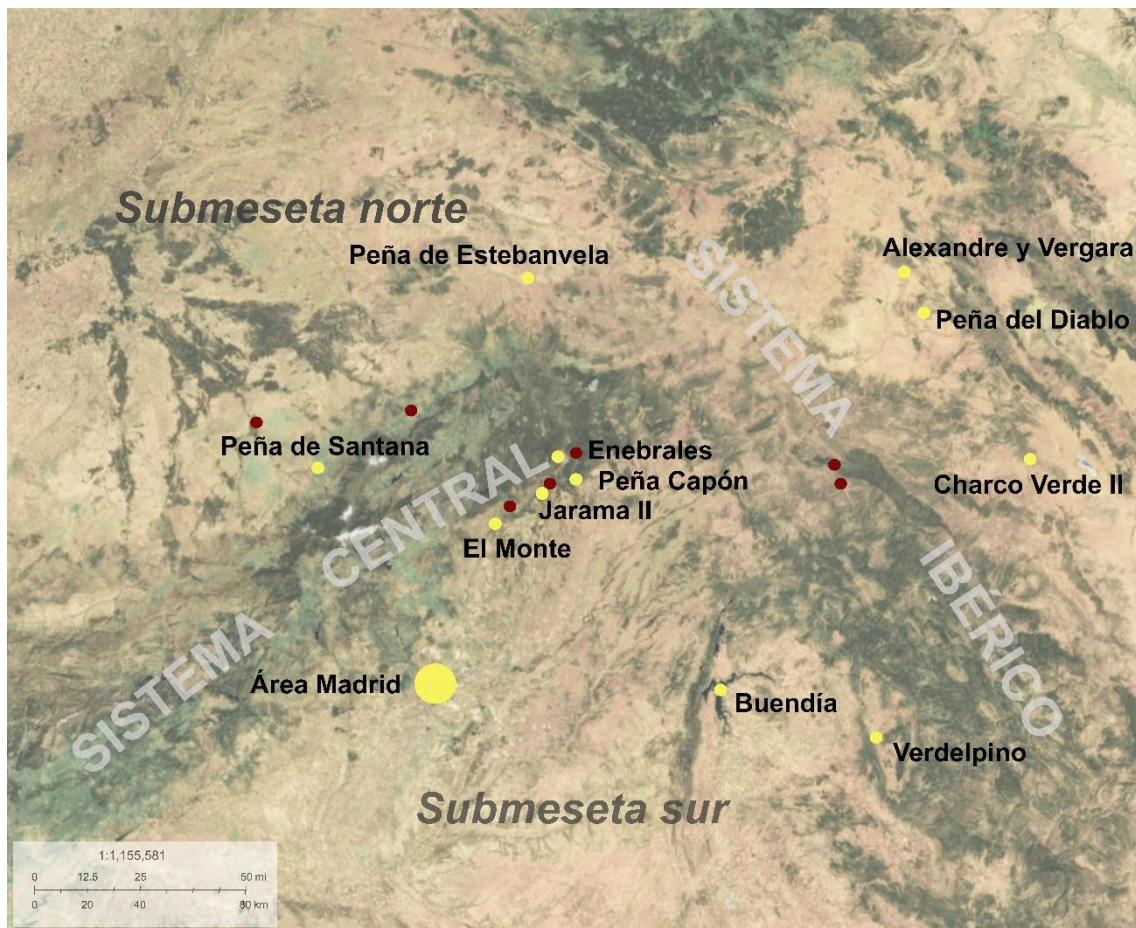 Submeseta norte
Peña de Estebanvela
Alexandre y Vergara
SISTEMA
Peña del Diablo
Peña de Santana
Enebrales
CENTRAL
Peña Capón
Charco Verde II
Jarama II
El Monte
IBÉRICO
SISTEMA
Área Madrid
Buendía
Verdelpino
Submeseta sur
1:1,155,581
0 12.5 25 50 mi
0 20 40 80 km